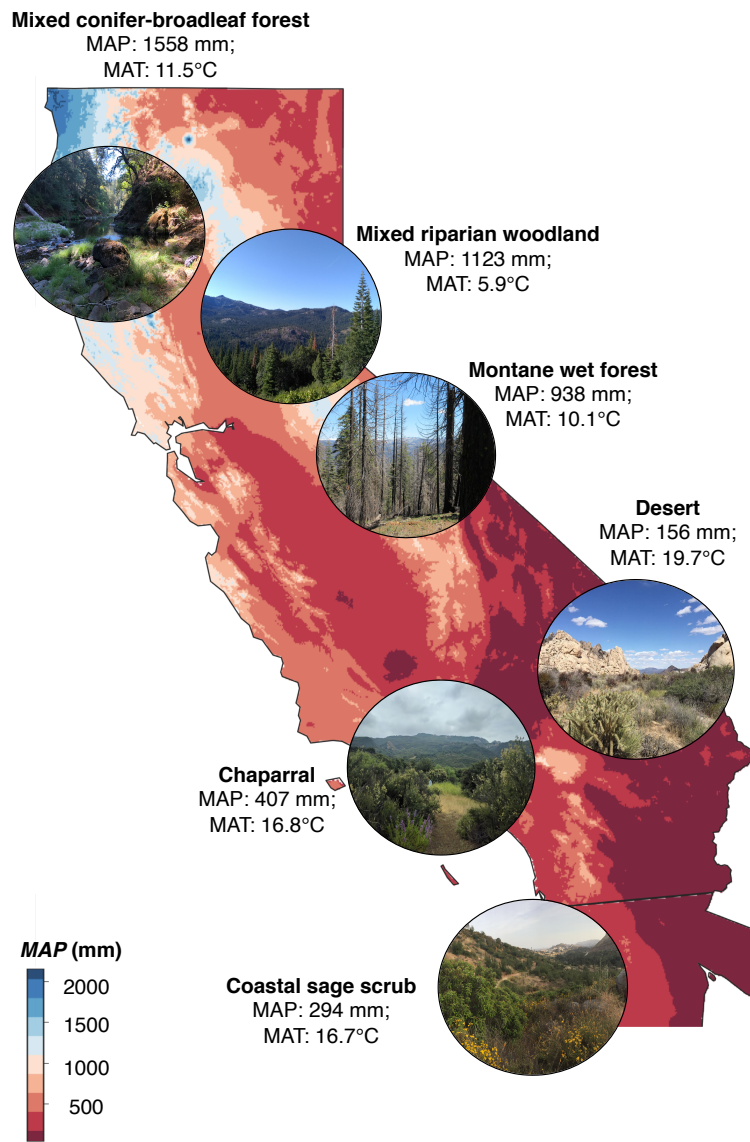 Mixed conifer-broadleaf forest
MAP: 1558 mm;
MAT: 11.5°C
Mixed riparian woodland
MAP: 1123 mm;
MAT: 5.9°C
Montane wet forest
MAP: 938 mm;
MAT: 10.1°C
Desert
MAP: 156 mm;
MAT: 19.7°C
Chaparral
MAP: 407 mm;
MAT: 16.8°C
Coastal sage scrub
MAP: 294 mm;
MAT: 16.7°C
MAP (mm)
2000
1500
1000
500